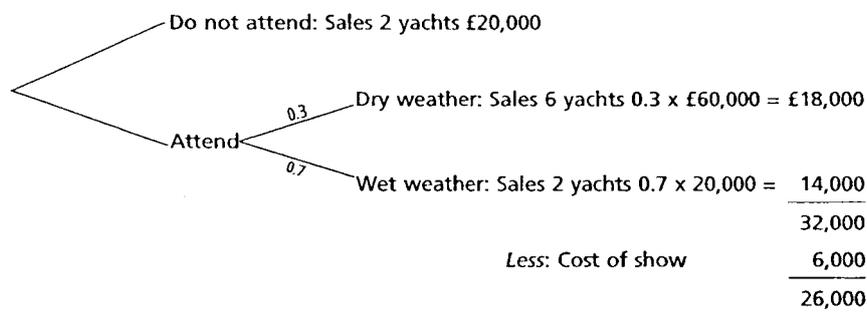 Do not attend: Sales 2 yachts £20,000
0.3
Dry weather: Sales 6 yachts 0.3 x £60,000 = £18,000
Attend
0.7
Wet weather: Sales 2 yachts 0.7 x 20,000 = 14,000
32,000
Less: Cost of show 6,000
26,000